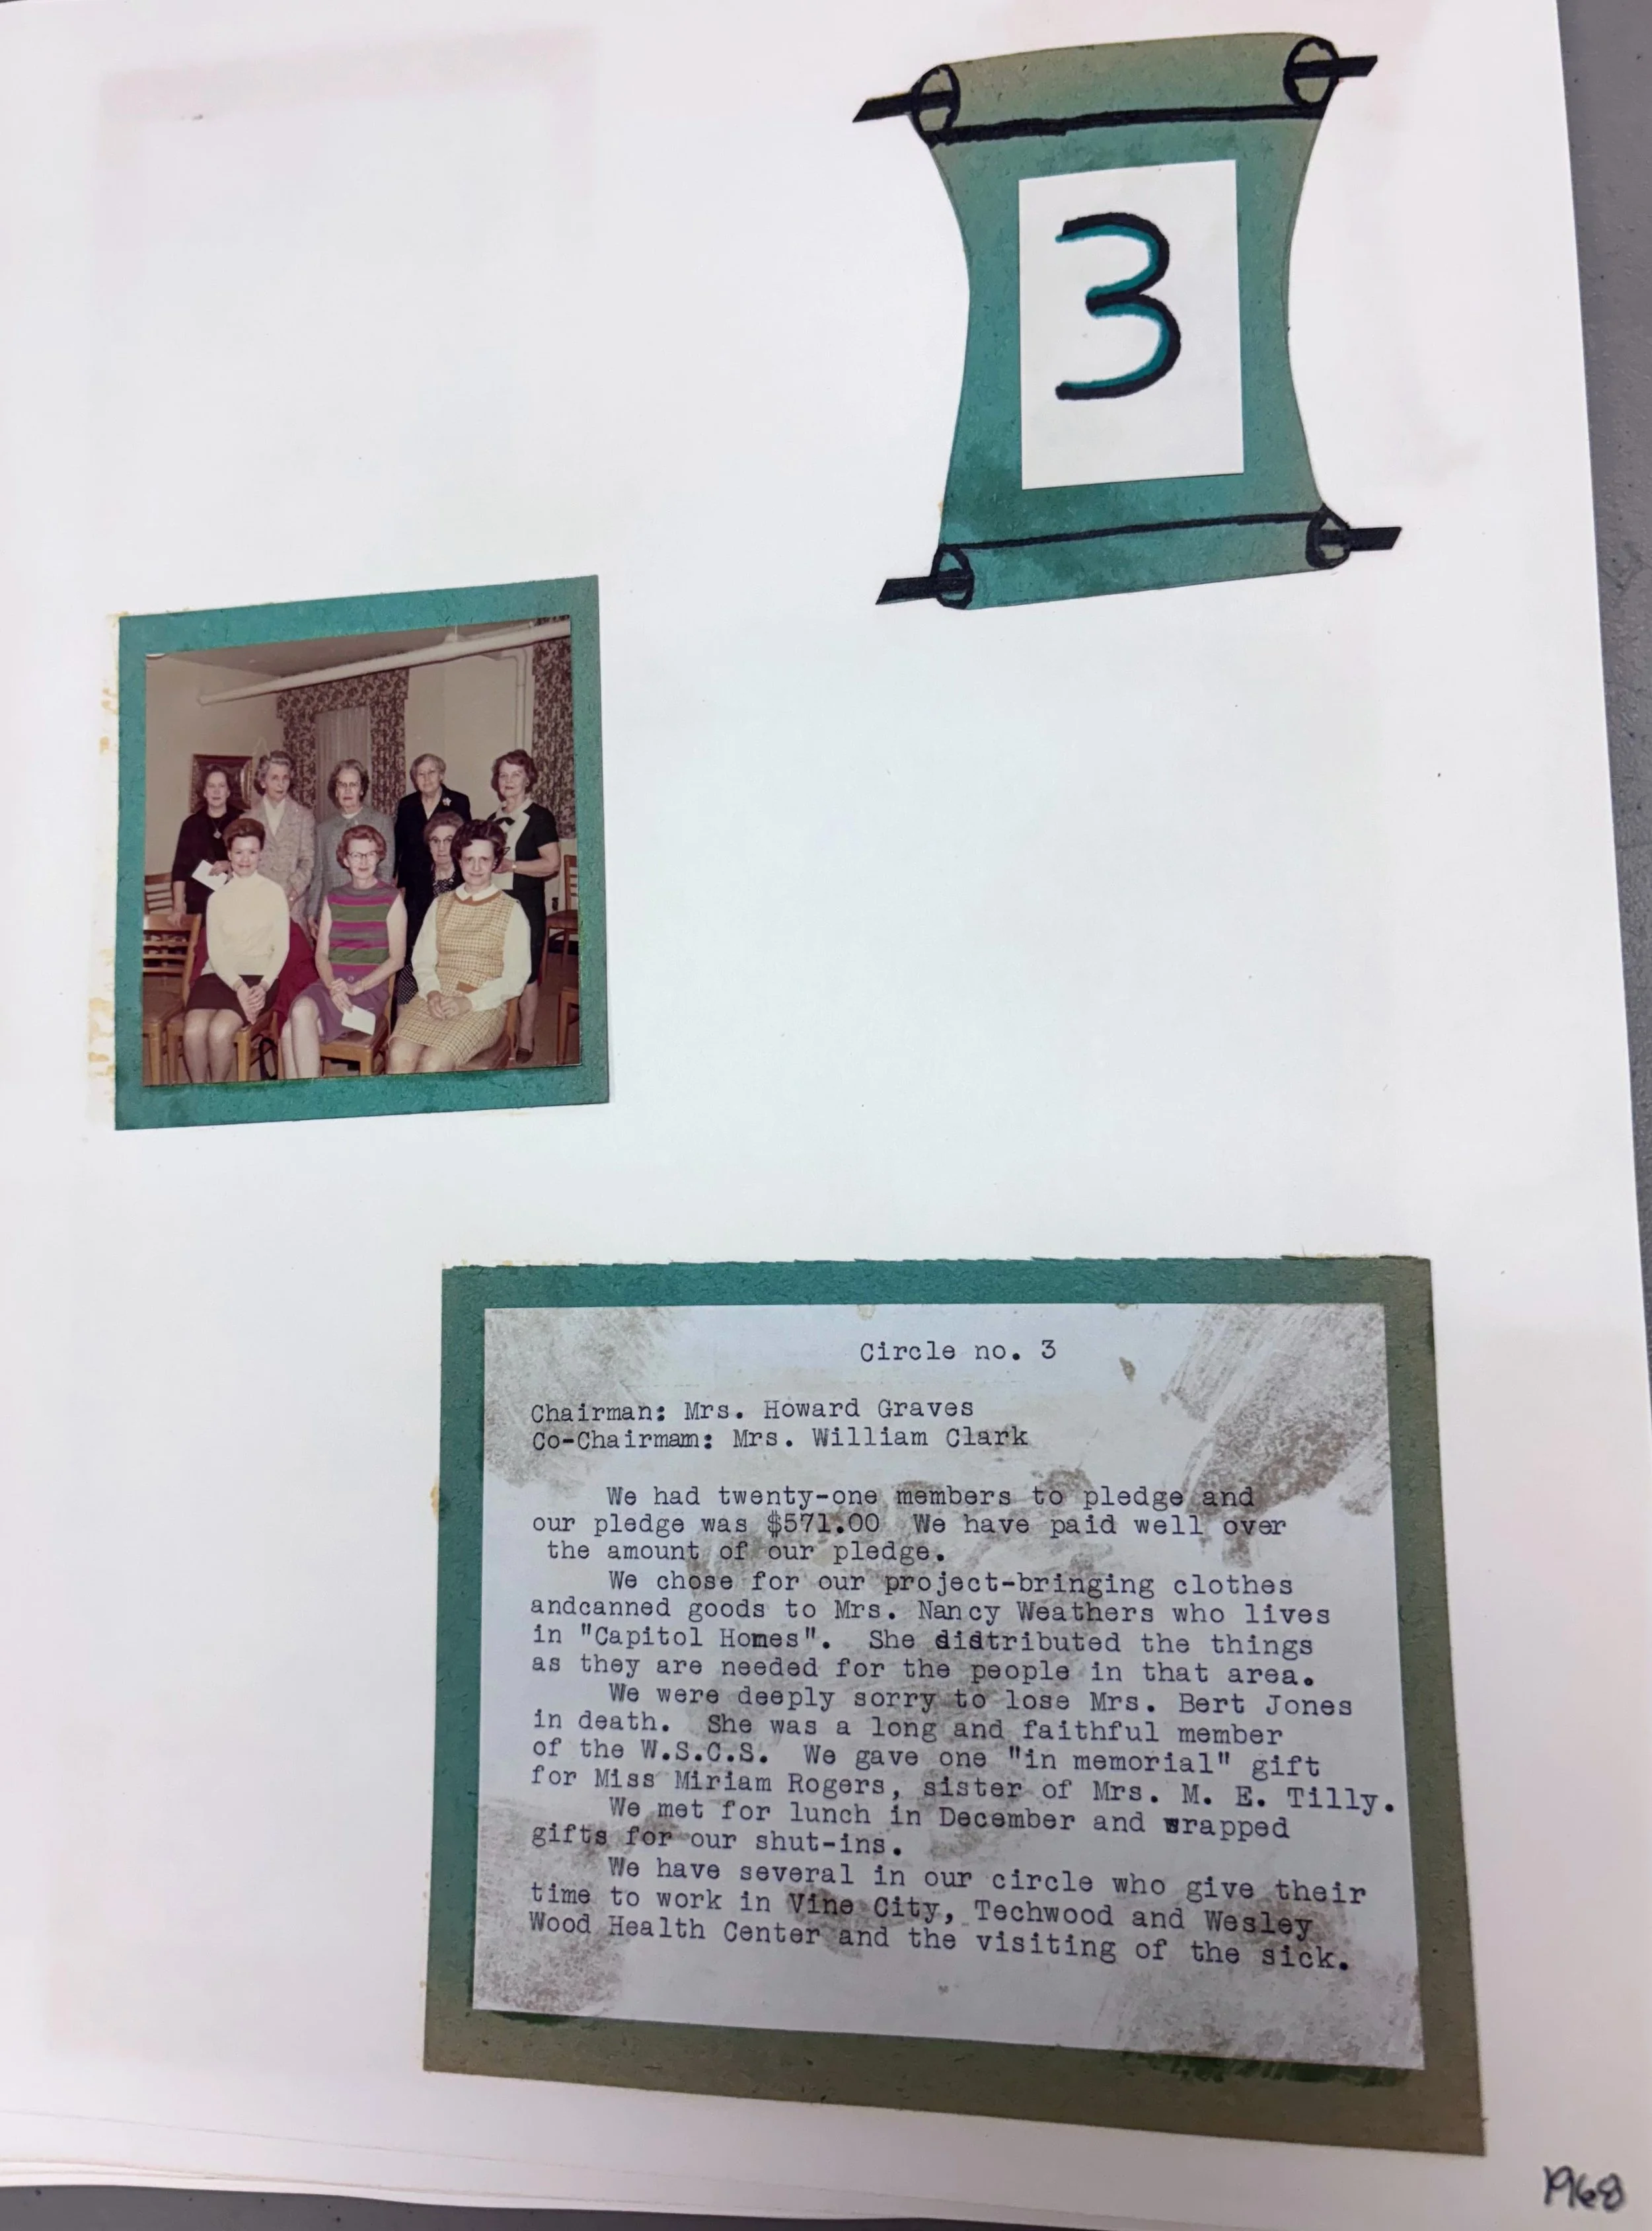 3
Circle no. 3
Chairman: Mrs. Howard Graves
Co-Chairmam: Mrs. William Clark
We had twenty-one members to pledge and
our pledge was $571.00 We have paid well over
the amount of our pledge.
We chose for our project-bringing clothes
andcanned goods to Mrs. Nancy Weathers who lives
in "Capitol Homes". She distributed the things
as they are needed for the people in that area.
We were deeply sorry to lose Mrs. Bert Jones
in death. She was a long and faithful member
of the W.S.C.S. We gave one "in memorial" gift
for Miss Miriam Rogers, sister of Mrs. M. E. Tilly.
We met for lunch in December and wrapped
gifts for our shut-ins.
We have several in our circle who give their
time to work in Vine City, Techwood and Wesley
Wood Health Center and the visiting of the sick.
1968